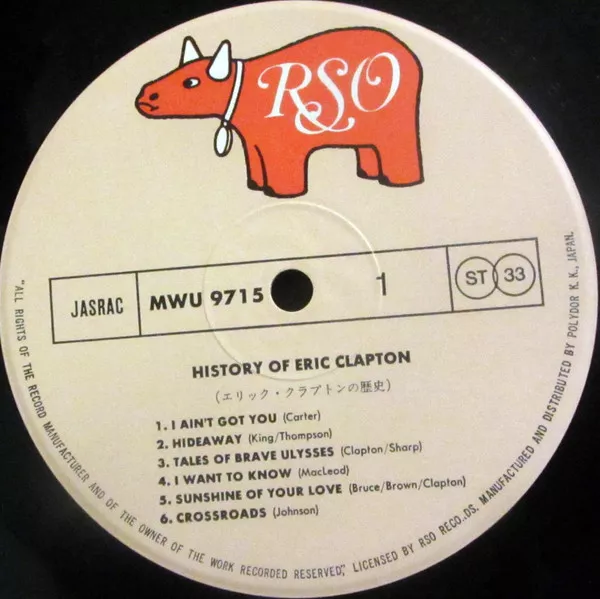 RSO
JASRAC MWU 9715 1 ST 33
HISTORY OF ERIC CLAPTON
(エリック・クラプトンの歴史)
1. I AIN'T GOT YOU (Carter)
2. HIDEAWAY (King/Thompson)
3. TALES OF BRAVE ULYSSES (Clapton/Sharp)
4. I WANT TO KNOW (MacLeod)
5. SUNSHINE OF YOUR LOVE (Bruce/Brown/Clapton)
6. CROSSROADS (Johnson)
"ALL RIGHTS OF THE RECORD MANUFACTURER AND OF THE OWNER OF THE WORK RECORDED RESERVED", LICENSED BY RSO RECO..DS. MANUFACTURED AND DISTRIBUTED BY POLYDOR K. K., JAPAN.